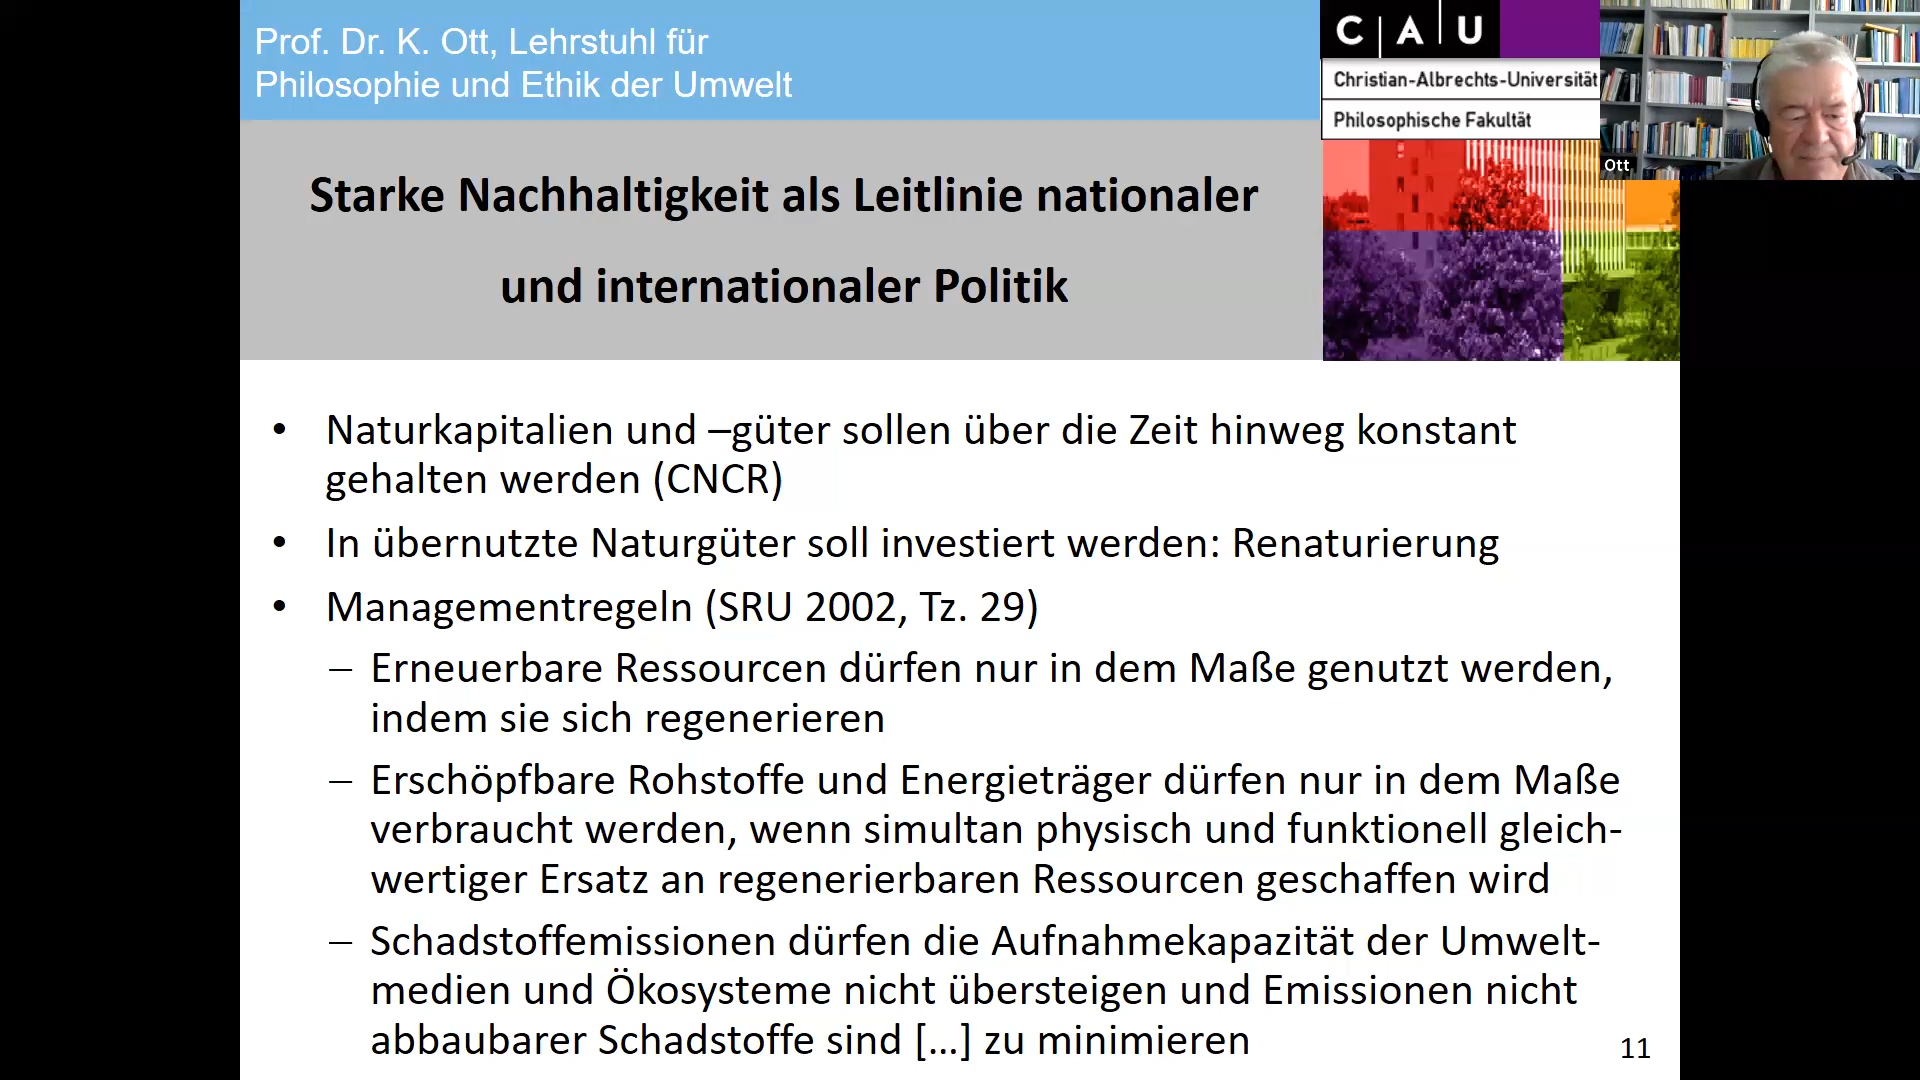 Prof. Dr. K. Ott, Lehrstuhl für
Philosophie und Ethik der Umwelt
C A U
Christian-Albrechts-Universität
Philosophische Fakultät
Ott
Starke Nachhaltigkeit als Leitlinie nationaler
und internationaler Politik
• Naturkapitalien und –güter sollen über die Zeit hinweg konstant
gehalten werden (CNCR)
• In übernutzte Naturgüter soll investiert werden: Renaturierung
• Managementregeln (SRU 2002, Tz. 29)
– Erneuerbare Ressourcen dürfen nur in dem Maße genutzt werden,
indem sie sich regenerieren
– Erschöpfbare Rohstoffe und Energieträger dürfen nur in dem Maße
verbraucht werden, wenn simultan physisch und funktionell gleich-
wertiger Ersatz an regenerierbaren Ressourcen geschaffen wird
– Schadstoffemissionen dürfen die Aufnahmekapazität der Umwelt-
medien und Ökosysteme nicht übersteigen und Emissionen nicht
abbaubarer Schadstoffe sind […] zu minimieren
11